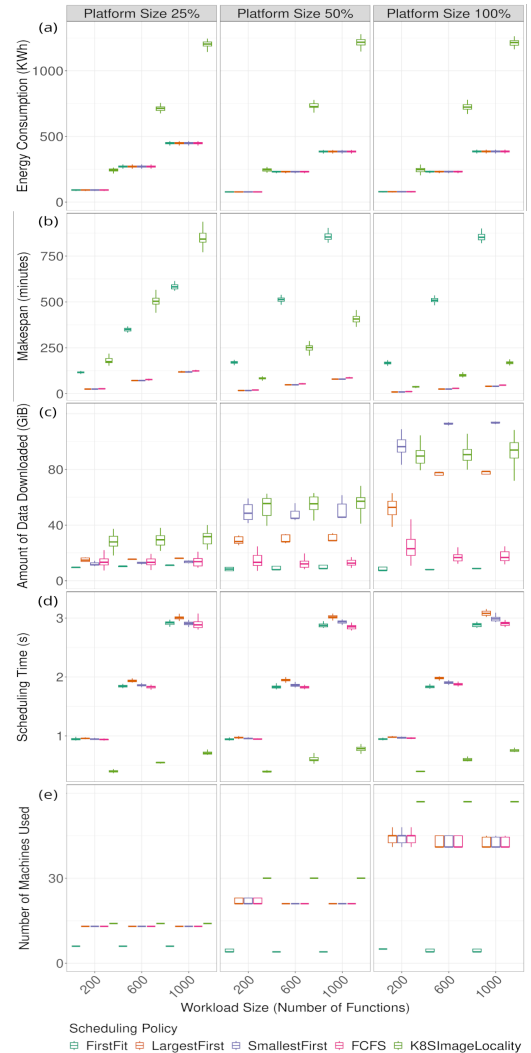 Platform Size 25% Platform Size 50% Platform Size 100%
(a)
Energy Consumption (KWh)
1250
500
0
(b)
Makespan (minutes)
750
500
250
0
(c)
Amount of Data Downloaded (GiB)
80
40
0
(d)
Scheduling Time (s)
3
2
1
(e)
Number of Machines Used
30
0
200 600 1000 200 600 1000 200 600 1000
Workload Size (Number of Functions)
Scheduling Policy
FirstFit LargestFirst SmallestFirst FCFS K8SImageLocality